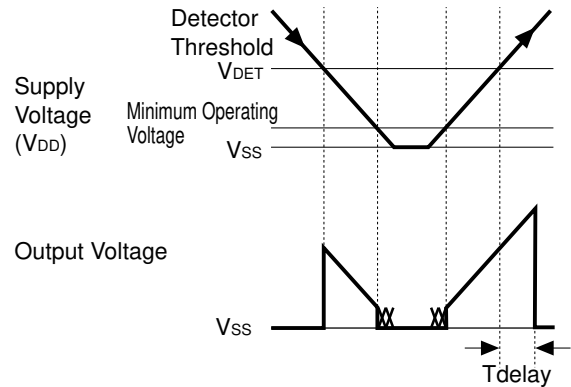 Detector
Threshold
VDET
Supply
Voltage
(VDD)
Minimum Operating
Voltage
VSS
Output Voltage
VSS
Tdelay